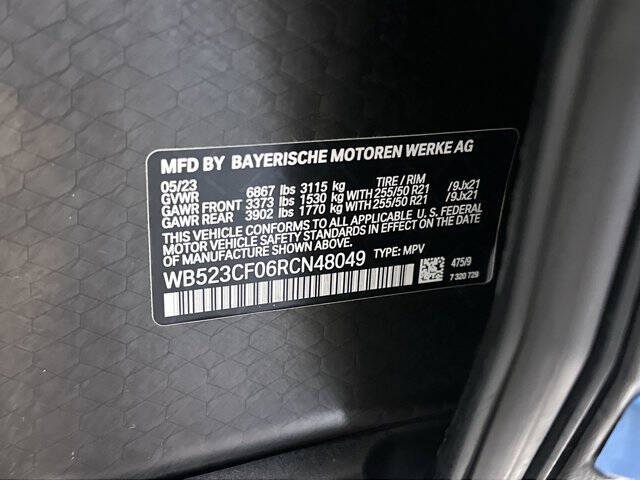 MFD BY BAYERISCHE MOTOREN WERKE AG
05/23 TIRE / RIM
GVWR 6867 lbs 3115 kg
GAWR FRONT 3373 lbs 1530 kg WITH 255/50 R21 /9Jx21
GAWR REAR 3902 lbs 1770 kg WITH 255/50 R21 /9Jx21
THIS VEHICLE CONFORMS TO ALL APPLICABLE U. S. FEDERAL
MOTOR VEHICLE SAFETY STANDARDS IN EFFECT ON THE
DATE OF MANUFACTURE SHOWN ABOVE.
WB523CF06RCN48049 TYPE: MPV
475/9
7 320 729